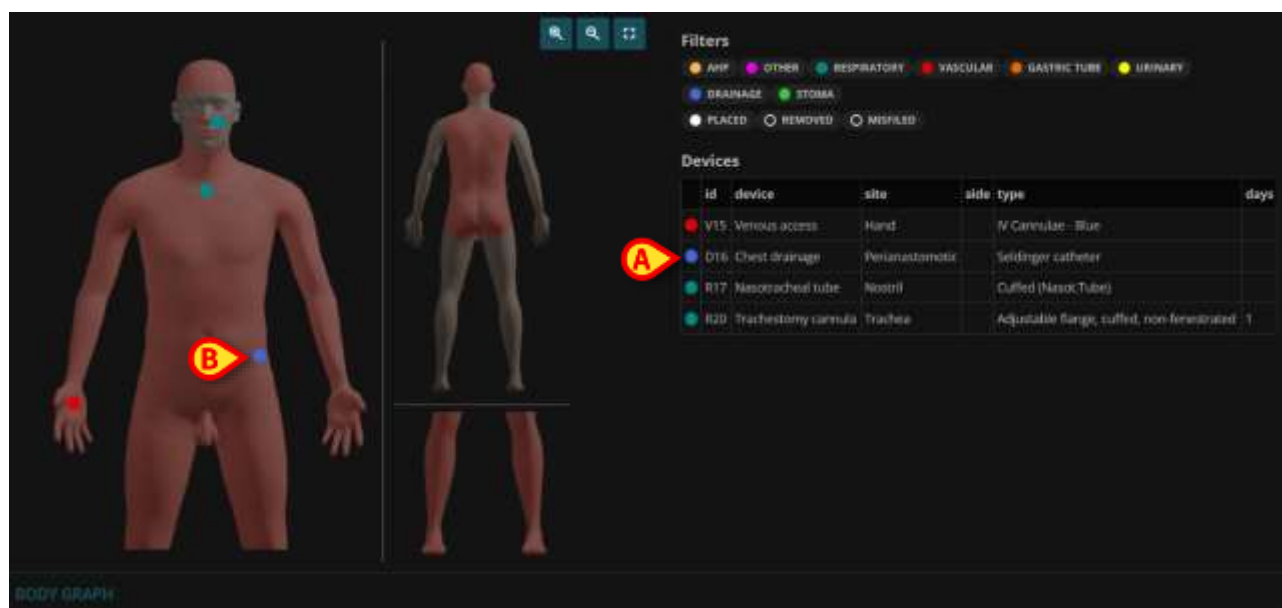 Filters
AHP OTHER RESPIRATORY VASCULAR GASTRIC TUBE URINARY
DRAINAGE STOMA
PLACED REMOVED MISFILED
Devices
id device site side type days
V15 Venous access Hand IV Cannulae - Blue
A D16 Chest drainage Perianastomotic Seldinger catheter
R17 Nasotracheal tube Nostril Cuffed (Nasot.Tube)
R20 Trachestomy cannula Trachea Adjustable flange, cuffed, non-fenestrated 1
B
BODY GRAPH